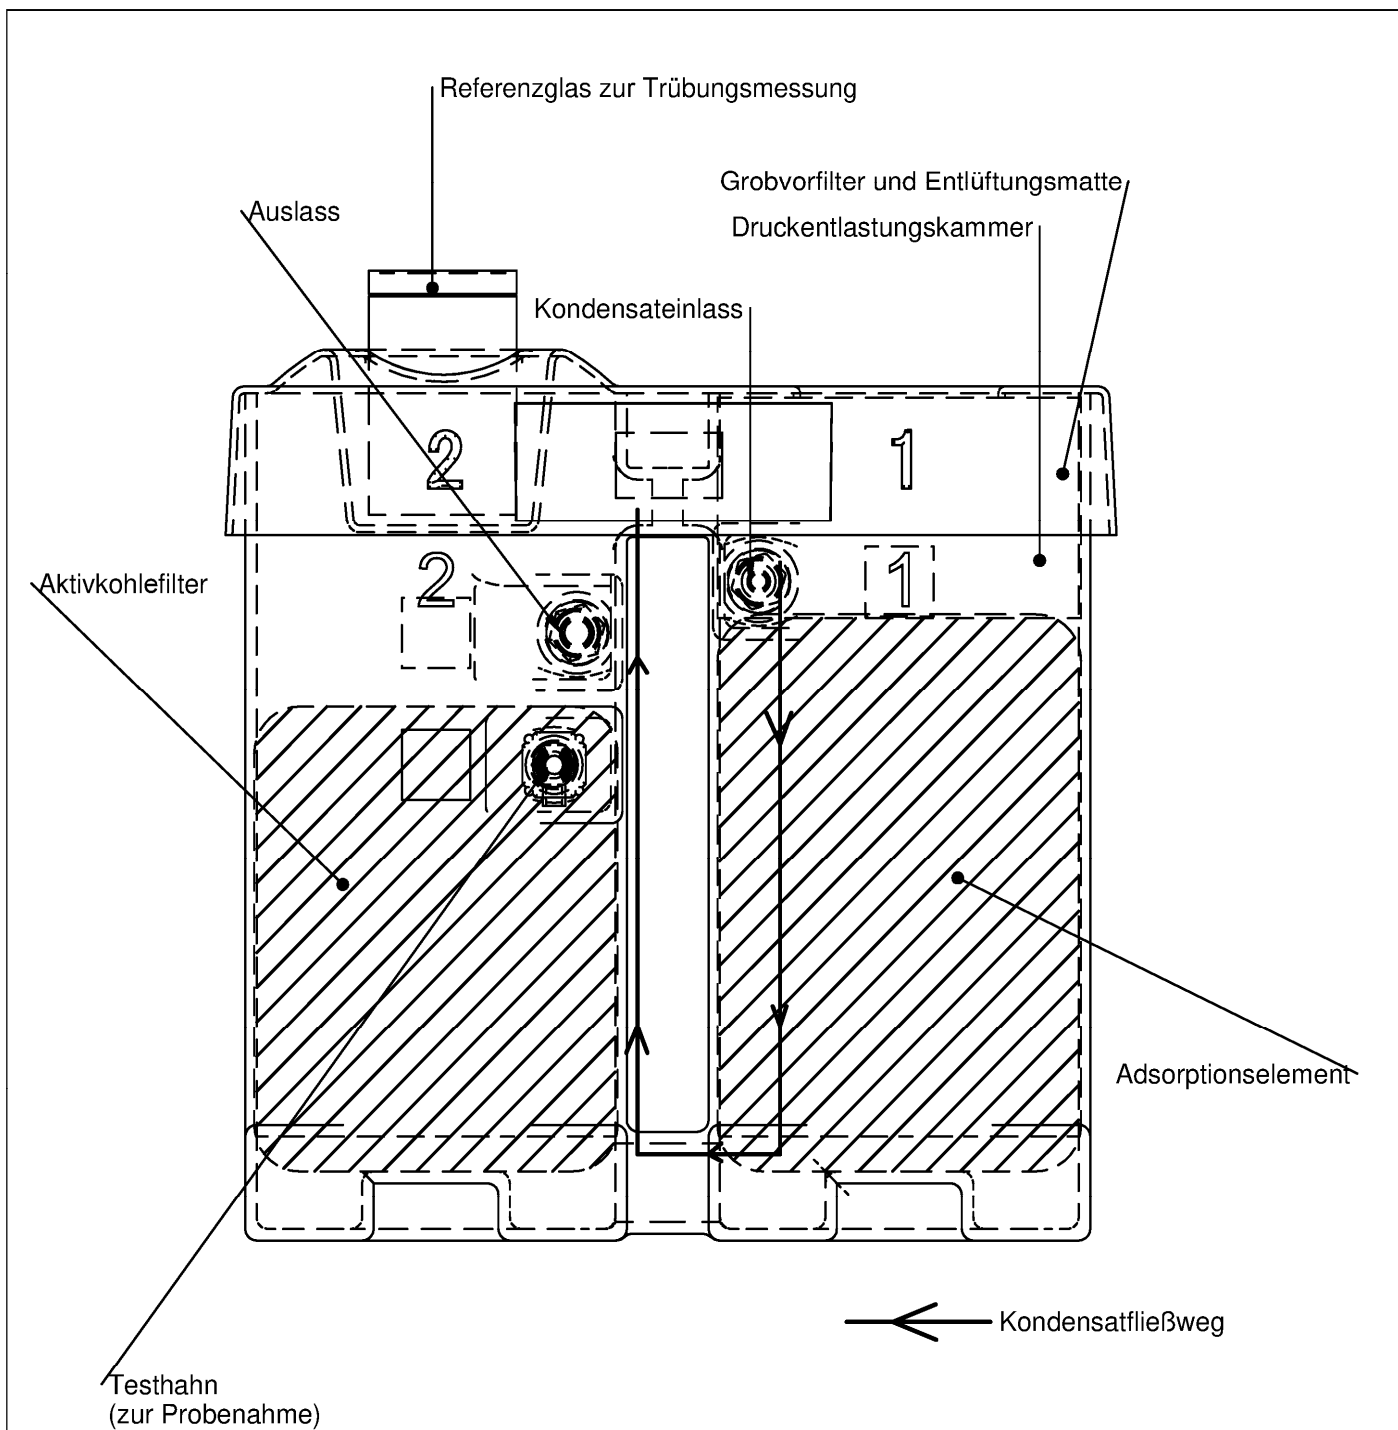 Referenzglas zur Trübungsmessung
Grobvorfilter und Entlüftungsmatte
Auslass
Druckentlastungskammer
Kondensateinlass
2
1
2
1
Aktivkohlefilter
Adsorptionselement
Kondensatfließweg
Testhahn
(zur Probenahme)